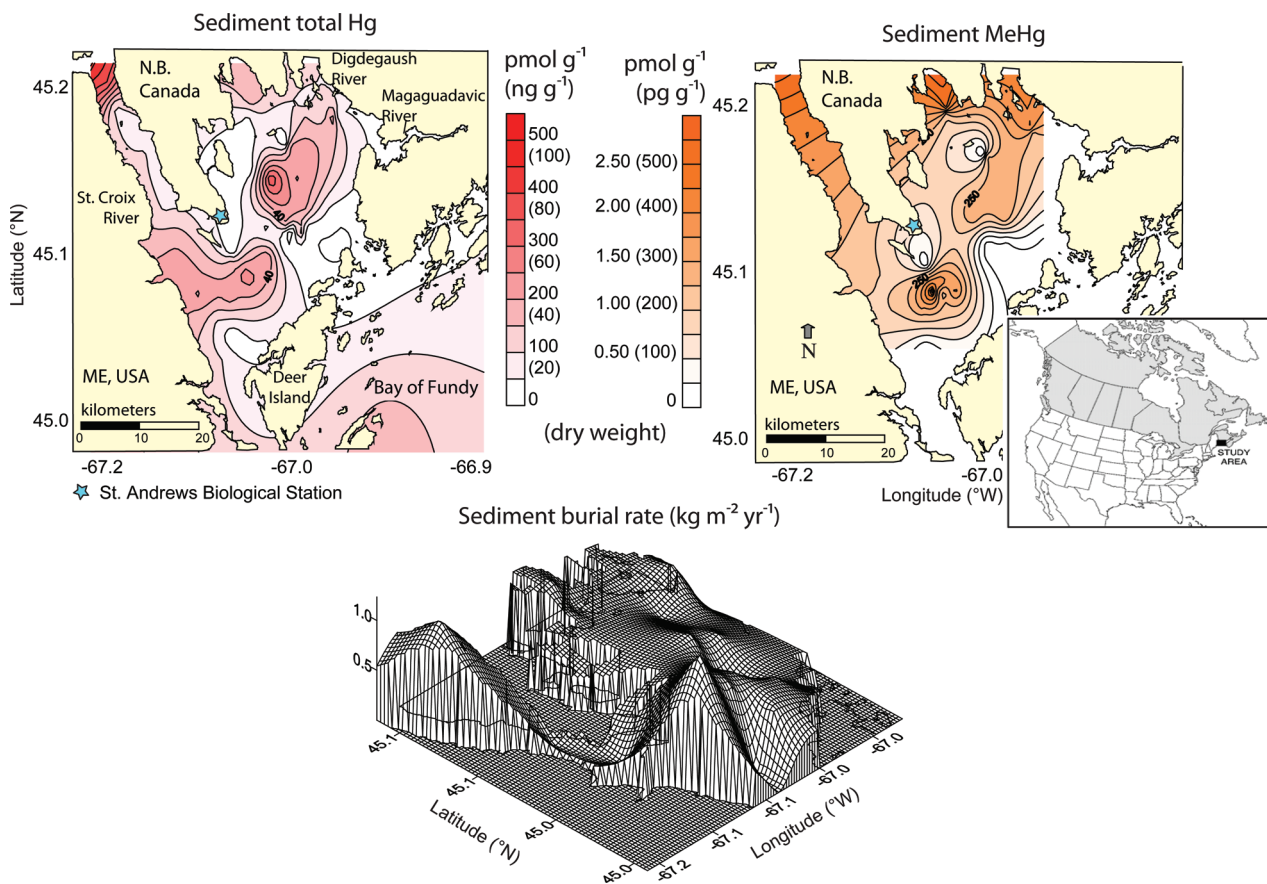 Sediment total Hg
45.2
45.1
45.0
Latitude (°N)
N.B.
Canada
Digdegaush
River
Magaguadavic
River
St. Croix
River
40
40
ME, USA
Deer
Island
Bay of Fundy
kilometers
0 10 20
-67.2 -67.0 -66.9
St. Andrews Biological Station
pmol g⁻¹
(ng g⁻¹)
500
(100)
400
(80)
300
(60)
200
(40)
100
(20)
0
pmol g⁻¹
(pg g⁻¹)
2.50 (500)
2.00 (400)
1.50 (300)
1.00 (200)
0.50 (100)
0
(dry weight)
Sediment MeHg
45.2
45.1
45.0
N.B.
Canada
250
250
N
ME, USA
kilometers
0 10 20
-67.2 -67.0
Longitude (°W)
STUDY
AREA
Sediment burial rate (kg m⁻² yr⁻¹)
1.0
0.5
45.1
45.1
45.0
45.0
Latitude (°N)
-67.2
-67.1
-67.1
-67.0
-67.0
Longitude (°W)